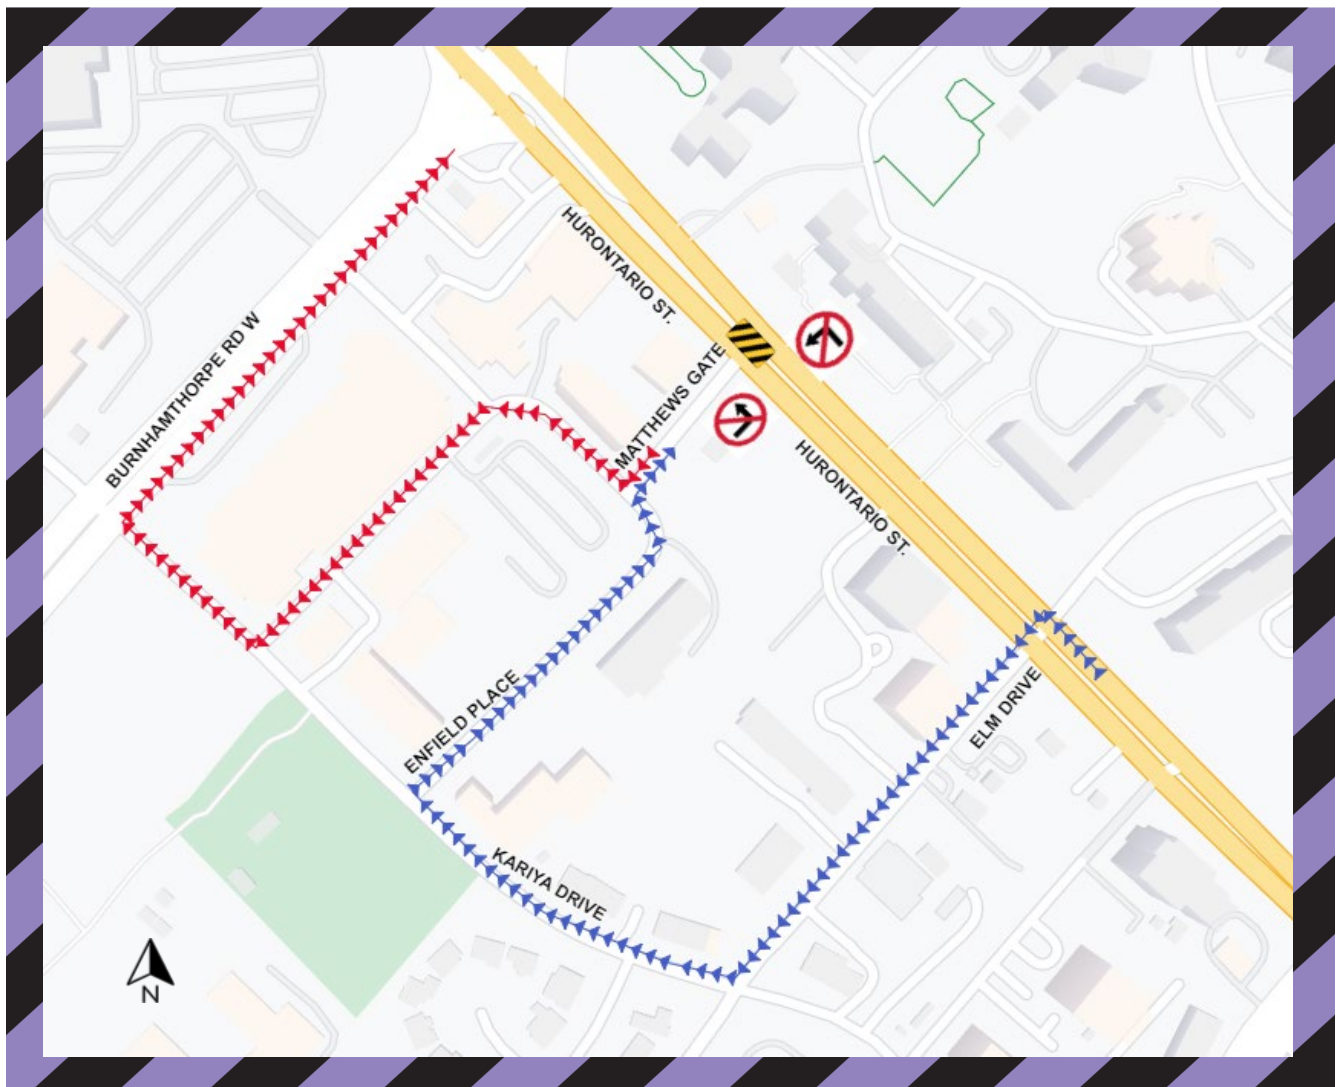 HURONTARIO ST.
BURNHAMTHORPE RD W
MATTHEWS GATE
HURONTARIO ST.
ENFIELD PLACE
ELM DRIVE
KARIYA DRIVE
N